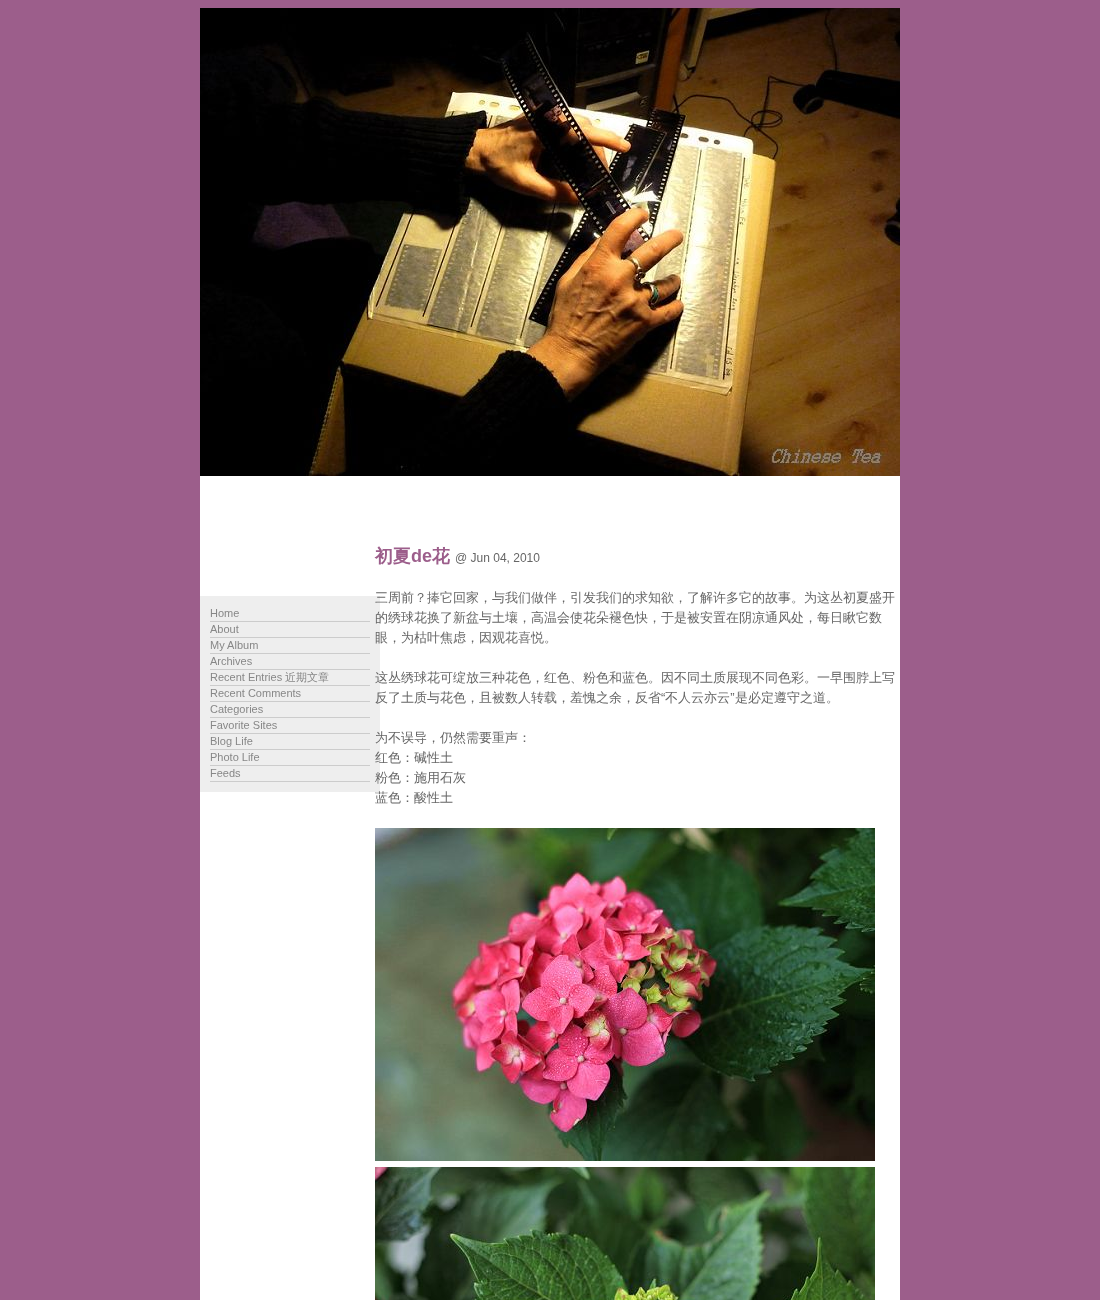 Chinese Tea
初夏de花 @ Jun 04, 2010
三周前？捧它回家，与我们做伴，引发我们的求知欲，了解许多它的故事。为这丛初夏盛开
的绣球花换了新盆与土壤，高温会使花朵褪色快，于是被安置在阴凉通风处，每日瞅它数
眼，为枯叶焦虑，因观花喜悦。
这丛绣球花可绽放三种花色，红色、粉色和蓝色。因不同土质展现不同色彩。一早围脖上写
反了土质与花色，且被数人转载，羞愧之余，反省“不人云亦云”是必定遵守之道。
为不误导，仍然需要重声：
红色：碱性土
粉色：施用石灰
蓝色：酸性土
Home
About
My Album
Archives
Recent Entries 近期文章
Recent Comments
Categories
Favorite Sites
Blog Life
Photo Life
Feeds